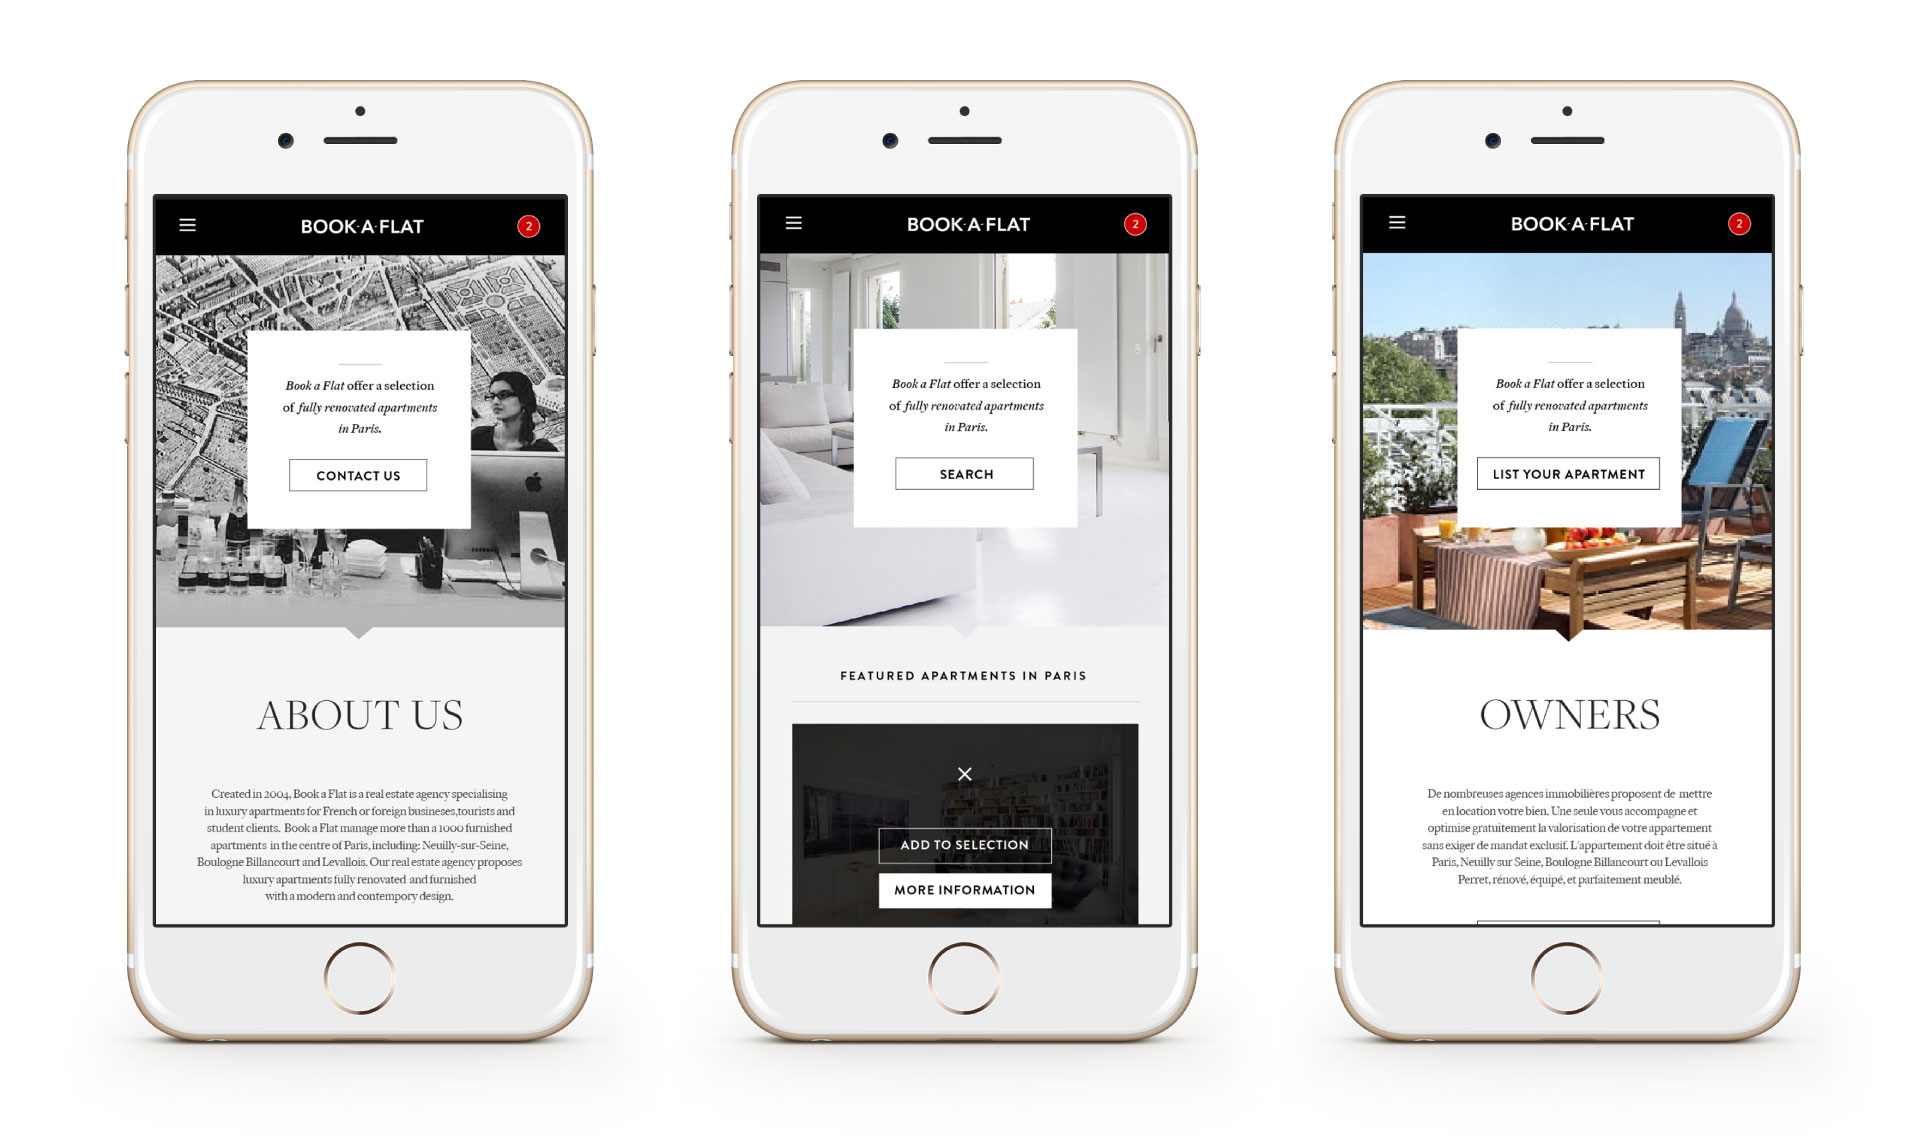 BOOK-A-FLAT
2
Book a Flat offer a selection
of fully renovated apartments
in Paris.
CONTACT US
ABOUT US
Created in 2004, Book a Flat is a real estate agency specialising
in luxury apartments for French or foreign busineses,tourists and
student clients. Book a Flat manage more than a 1000 furnished
apartments in the centre of Paris, including: Neuilly-sur-Seine,
Boulogne Billancourt and Levallois. Our real estate agency proposes
luxury apartments fully renovated and furnished
with a modern and contempory design.
BOOK-A-FLAT
2
Book a Flat offer a selection
of fully renovated apartments
in Paris.
SEARCH
FEATURED APARTMENTS IN PARIS
ADD TO SELECTION
MORE INFORMATION
BOOK-A-FLAT
2
Book a Flat offer a selection
of fully renovated apartments
in Paris.
LIST YOUR APARTMENT
OWNERS
De nombreuses agences immobilières proposent de mettre
en location votre bien. Une seule vous accompagne et
optimise gratuitement la valorisation de votre appartement
sans exiger de mandat exclusif. L'appartement doit être situé à
Paris, Neuilly sur Seine, Boulogne Billancourt ou Levallois
Perret, rénové, équipé, et parfaitement meublé.